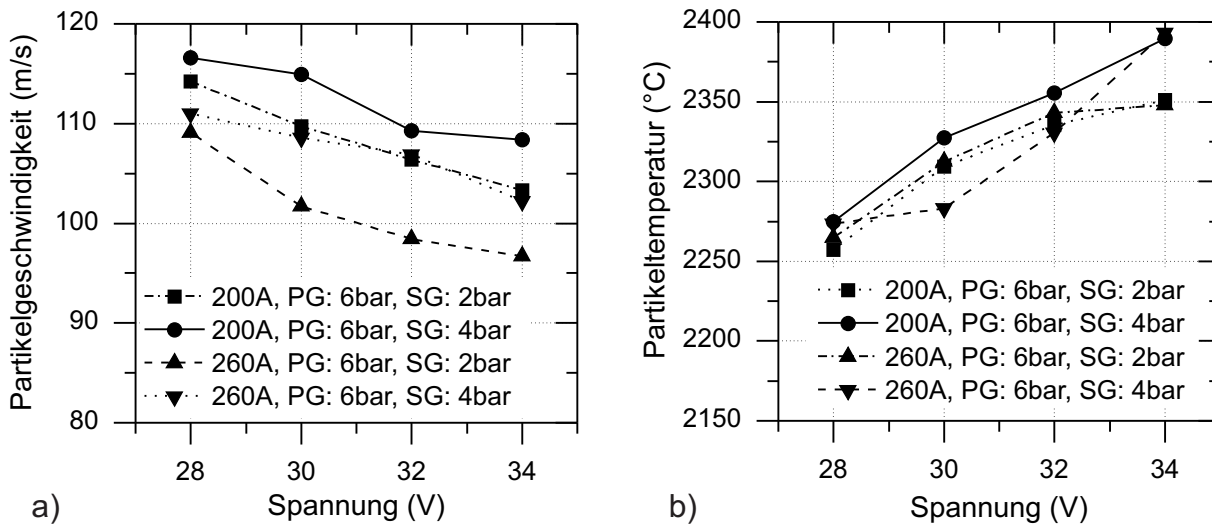 120
110
100
90
80
Partikelgeschwindigkeit (m/s)
200A, PG: 6bar, SG: 2bar
200A, PG: 6bar, SG: 4bar
260A, PG: 6bar, SG: 2bar
260A, PG: 6bar, SG: 4bar
28 30 32 34
Spannung (V)
a)
2400
2350
2300
2250
2200
2150
Partikeltemperatur (°C)
200A, PG: 6bar, SG: 2bar
200A, PG: 6bar, SG: 4bar
260A, PG: 6bar, SG: 2bar
260A, PG: 6bar, SG: 4bar
28 30 32 34
Spannung (V)
b)